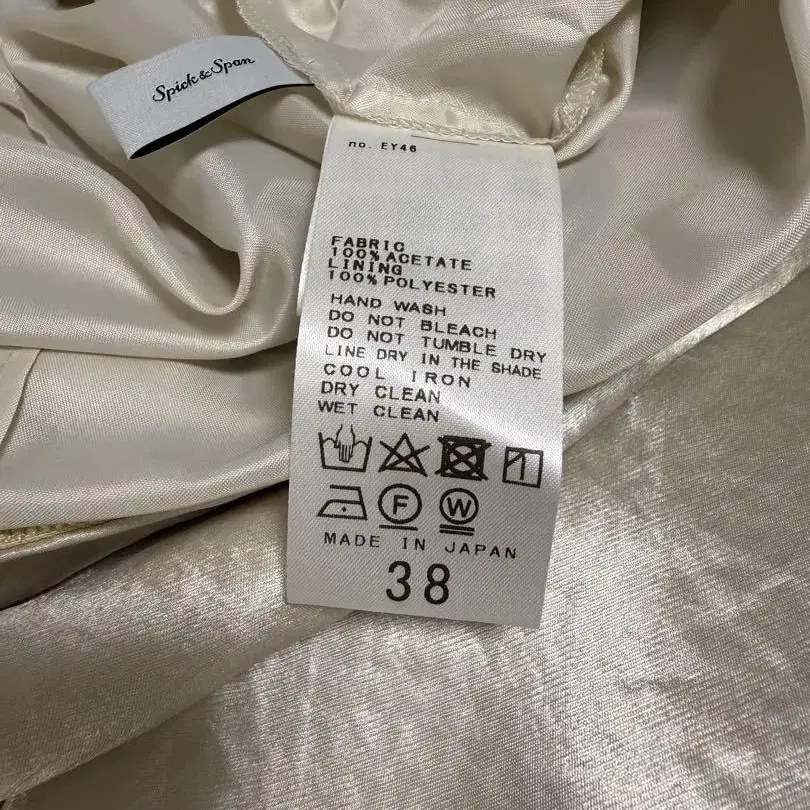 Spick & Span
no. EY46
FABRIC
100% ACETATE
LINING
100% POLYESTER
HAND WASH
DO NOT BLEACH
DO NOT TUMBLE DRY
LINE DRY IN THE SHADE
COOL IRON
DRY CLEAN
WET CLEAN
F W
MADE IN JAPAN
38